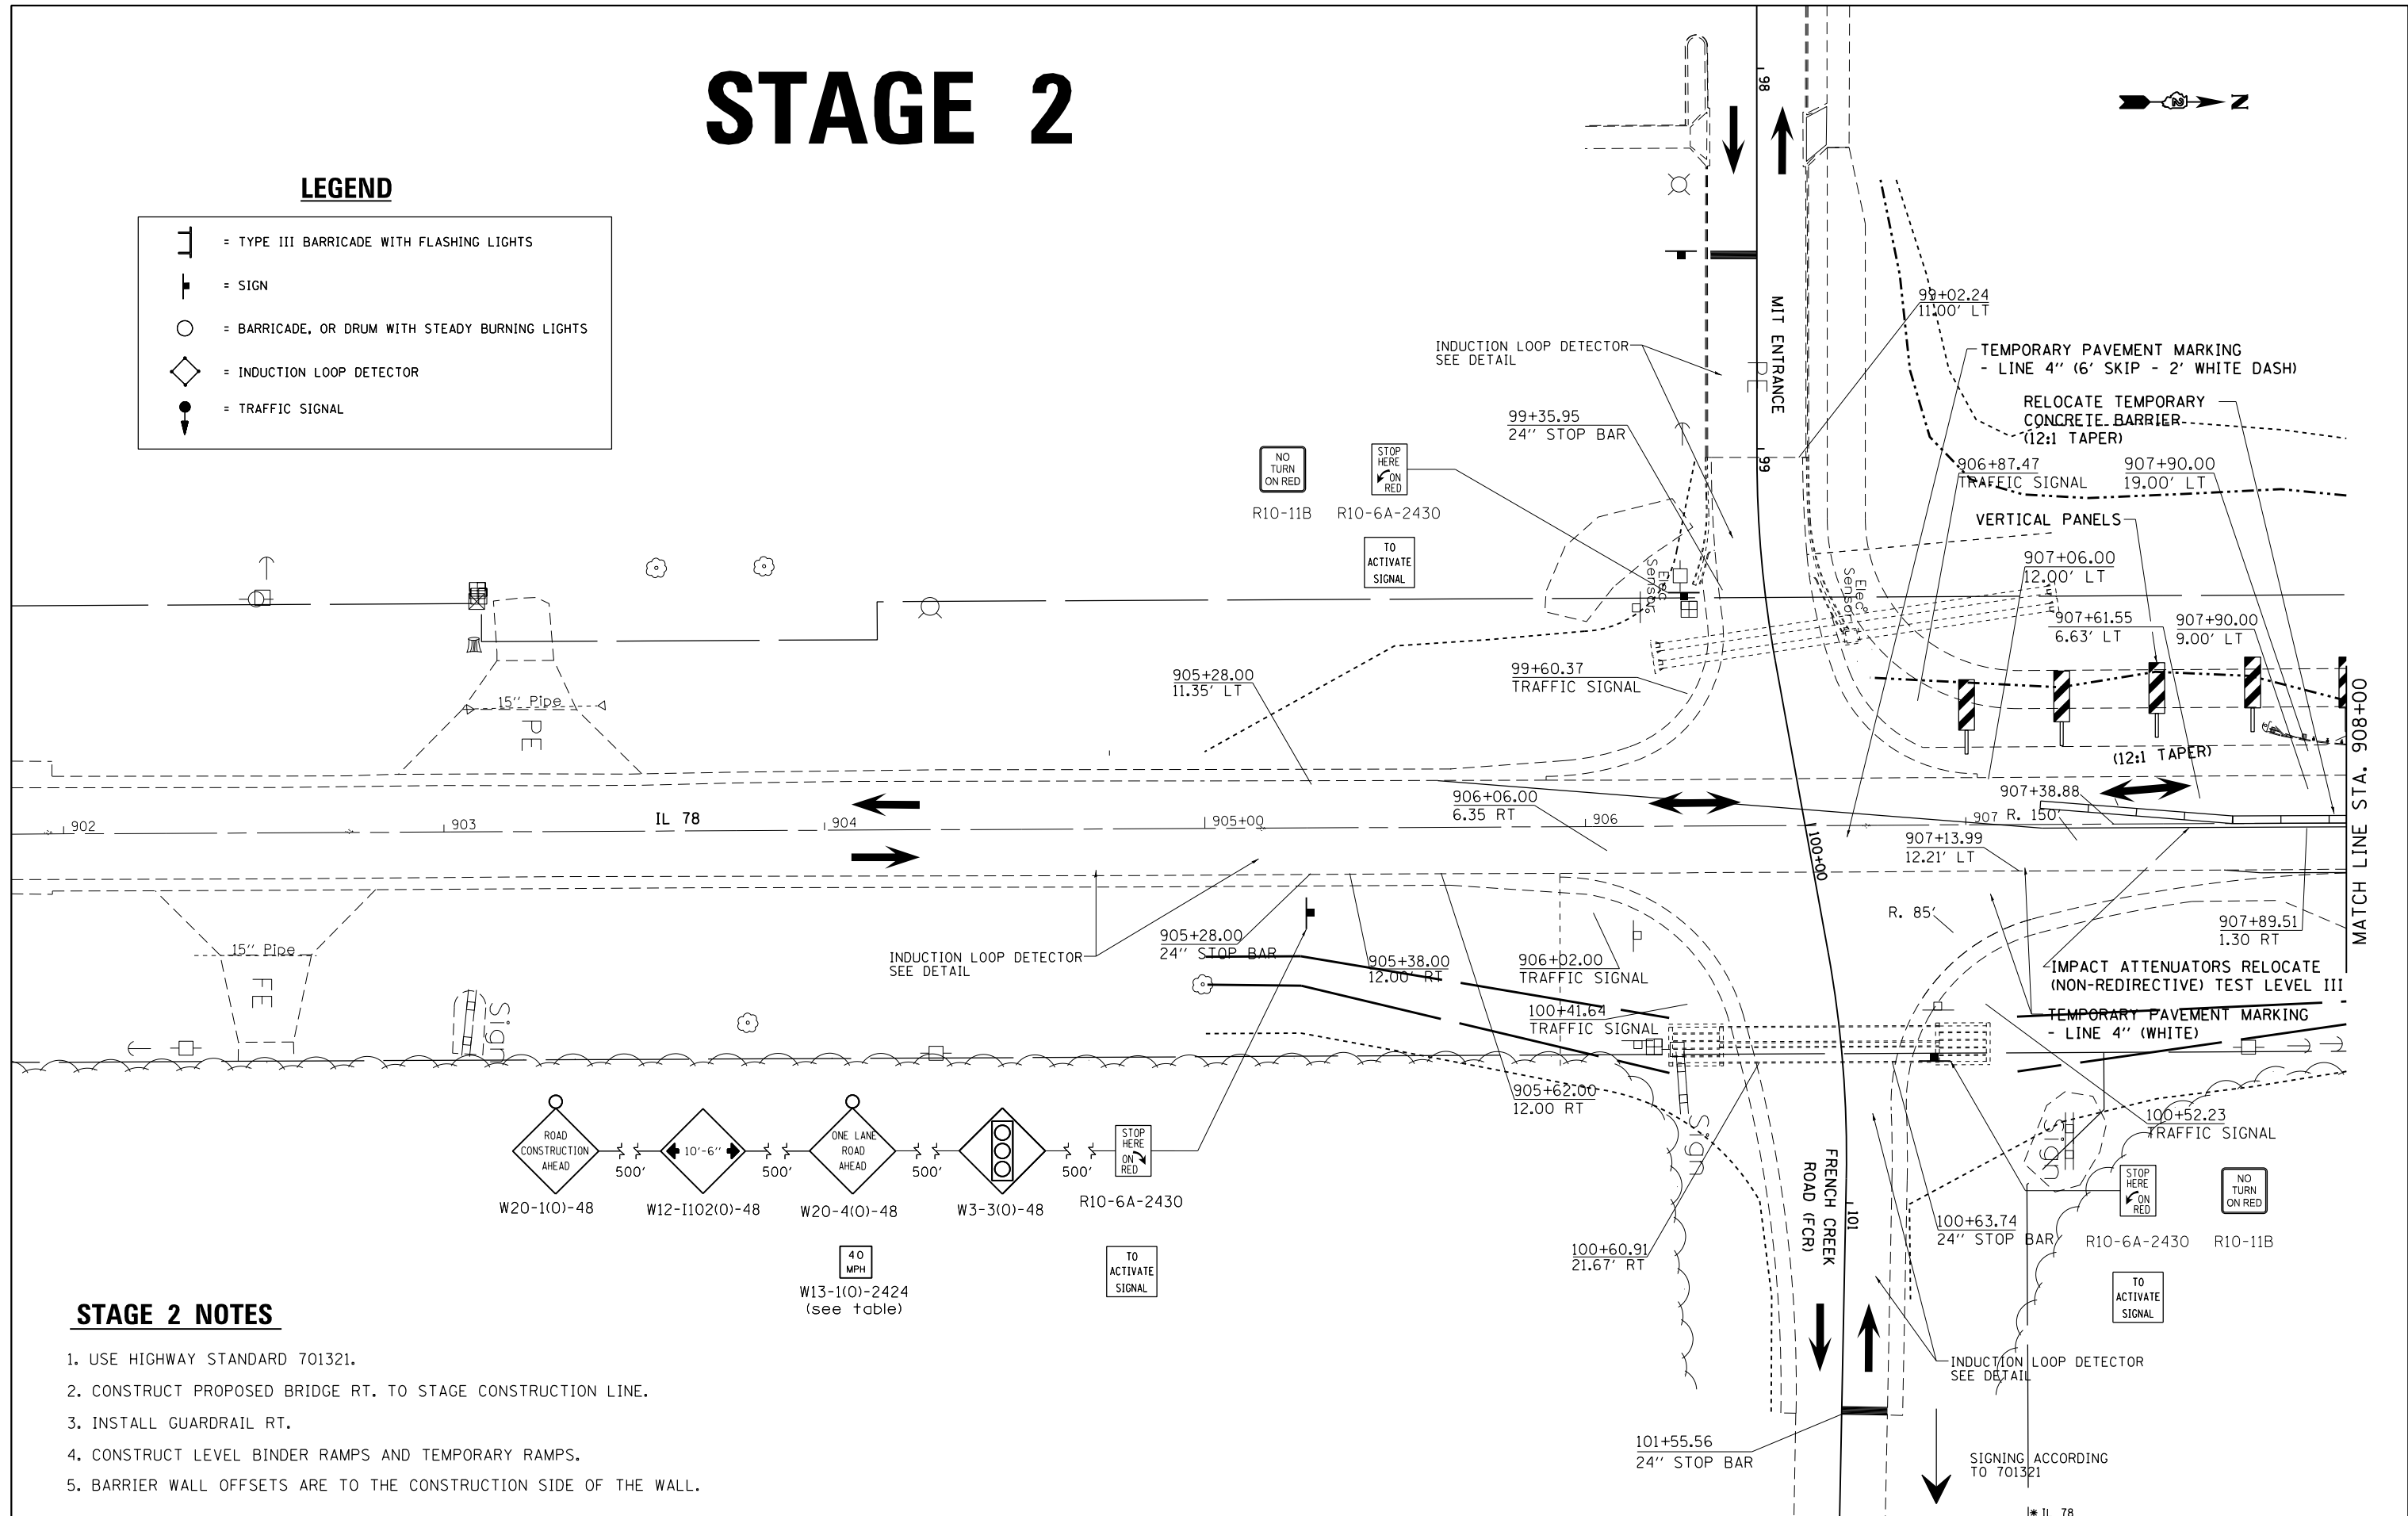 STAGE 2
LEGEND
= TYPE III BARRICADE WITH FLASHING LIGHTS
= SIGN
= BARRICADE, OR DRUM WITH STEADY BURNING LIGHTS
= INDUCTION LOOP DETECTOR
= TRAFFIC SIGNAL
N
98
MIT ENTRANCE
PE
99
99+02.24
11.00' LT
INDUCTION LOOP DETECTOR
SEE DETAIL
TEMPORARY PAVEMENT MARKING
- LINE 4" (6' SKIP - 2' WHITE DASH)
RELOCATE TEMPORARY
CONCRETE BARRIER
(12:1 TAPER)
99+35.95
24" STOP BAR
NO
TURN
ON RED
R10-11B
STOP
HERE
ON
RED
R10-6A-2430
TO
ACTIVATE
SIGNAL
906+87.47
TRAFFIC SIGNAL
907+90.00
19.00' LT
VERTICAL PANELS
907+06.00
12.00' LT
907+61.55
6.63' LT
907+90.00
9.00' LT
Elec
Sensor
Elec
Sensor
99+60.37
TRAFFIC SIGNAL
905+28.00
11.35' LT
15" Pipe
PE
(12:1 TAPER)
MATCH LINE STA. 908+00
902
903
IL 78
904
905+00
906
907
R. 150'
907+38.88
906+06.00
6.35 RT
100+00
907+13.99
12.21' LT
R. 85'
907+89.51
1.30 RT
15" Pipe
FE
Sign
INDUCTION LOOP DETECTOR
SEE DETAIL
905+28.00
24" STOP BAR
905+38.00
12.00' RT
906+02.00
TRAFFIC SIGNAL
100+41.64
TRAFFIC SIGNAL
IMPACT ATTENUATORS RELOCATE
(NON-REDIRECTIVE) TEST LEVEL III
TEMPORARY PAVEMENT MARKING
- LINE 4" (WHITE)
905+62.00
12.00 RT
Sign
Sign
100+52.23
TRAFFIC SIGNAL
ROAD
CONSTRUCTION
AHEAD
W20-1(O)-48
500'
10'-6"
W12-I102(O)-48
500'
ONE LANE
ROAD
AHEAD
W20-4(O)-48
500'
W3-3(O)-48
500'
STOP
HERE
ON
RED
R10-6A-2430
40
MPH
W13-1(O)-2424
(see table)
TO
ACTIVATE
SIGNAL
FRENCH CREEK
ROAD (FCR)
101
100+60.91
21.67' RT
100+63.74
24" STOP BAR
STOP
HERE
ON
RED
R10-6A-2430
NO
TURN
ON RED
R10-11B
TO
ACTIVATE
SIGNAL
INDUCTION LOOP DETECTOR
SEE DETAIL
101+55.56
24" STOP BAR
SIGNING ACCORDING
TO 701321
* IL 78
STAGE 2 NOTES
1. USE HIGHWAY STANDARD 701321.
2. CONSTRUCT PROPOSED BRIDGE RT. TO STAGE CONSTRUCTION LINE.
3. INSTALL GUARDRAIL RT.
4. CONSTRUCT LEVEL BINDER RAMPS AND TEMPORARY RAMPS.
5. BARRIER WALL OFFSETS ARE TO THE CONSTRUCTION SIDE OF THE WALL.